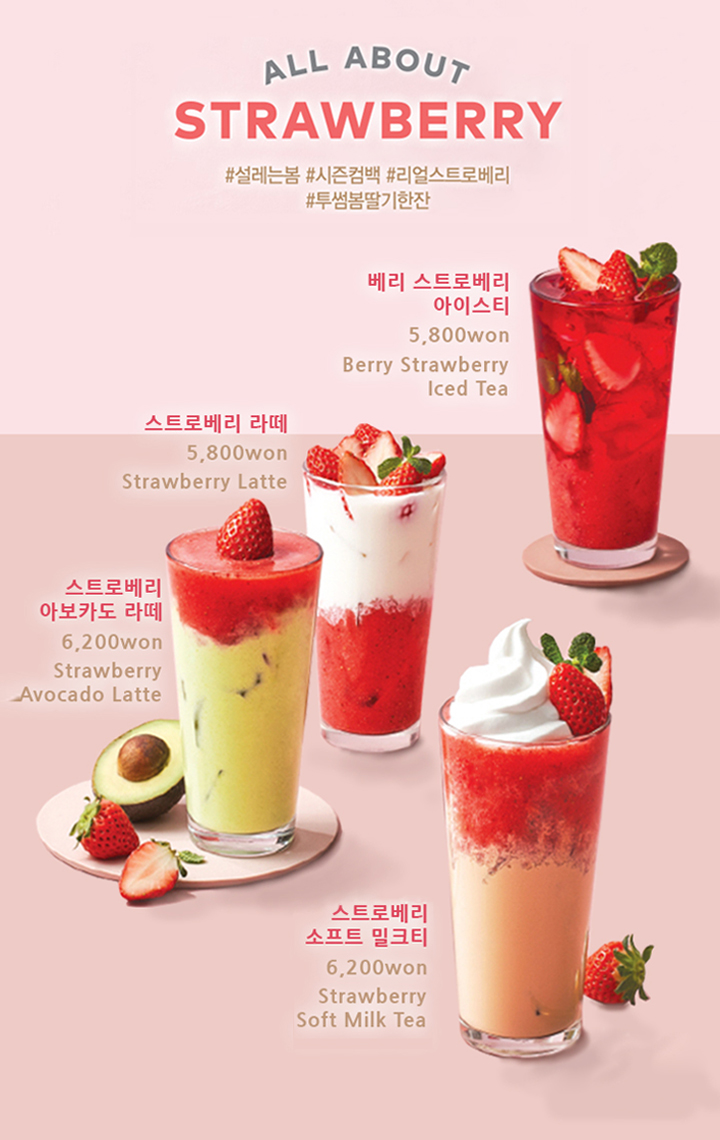 ALL ABOUT
STRAWBERRY
#설레는봄 #시즌컴백 #리얼스트로베리
#투썸봄딸기한잔
베리 스트로베리
아이스티
5,800won
Berry Strawberry
Iced Tea
스트로베리 라떼
5,800won
Strawberry Latte
스트로베리
아보카도 라떼
6,200won
Strawberry
Avocado Latte
스트로베리
소프트 밀크티
6,200won
Strawberry
Soft Milk Tea